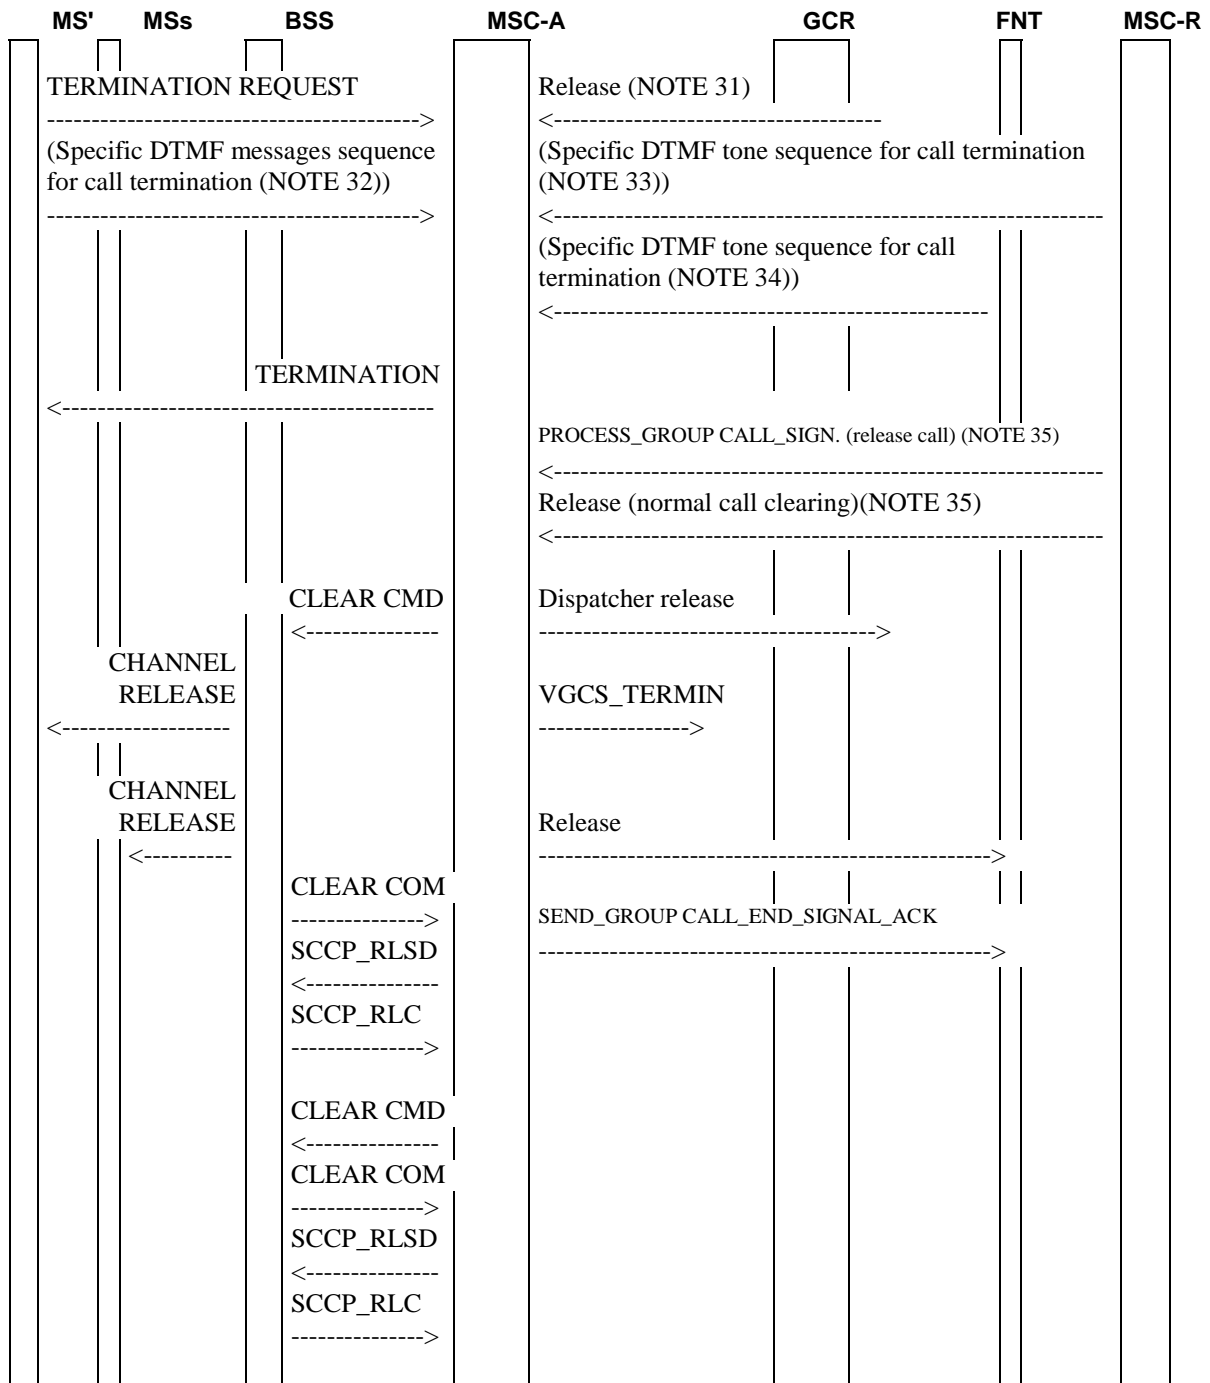 MS' MSs BSS MSC-A GCR FNT MSC-R
TERMINATION REQUEST Release (NOTE 31)
(Specific DTMF messages sequence (Specific DTMF tone sequence for call termination
for call termination (NOTE 32)) (NOTE 33))
(Specific DTMF tone sequence for call
termination (NOTE 34))
TERMINATION
PROCESS_GROUP CALL_SIGN. (release call) (NOTE 35)
Release (normal call clearing)(NOTE 35)
CLEAR CMD Dispatcher release
CHANNEL
RELEASE VGCS_TERMIN
CHANNEL
RELEASE Release
CLEAR COM
SEND_GROUP CALL_END_SIGNAL_ACK
SCCP_RLSD
SCCP_RLC
CLEAR CMD
CLEAR COM
SCCP_RLSD
SCCP_RLC